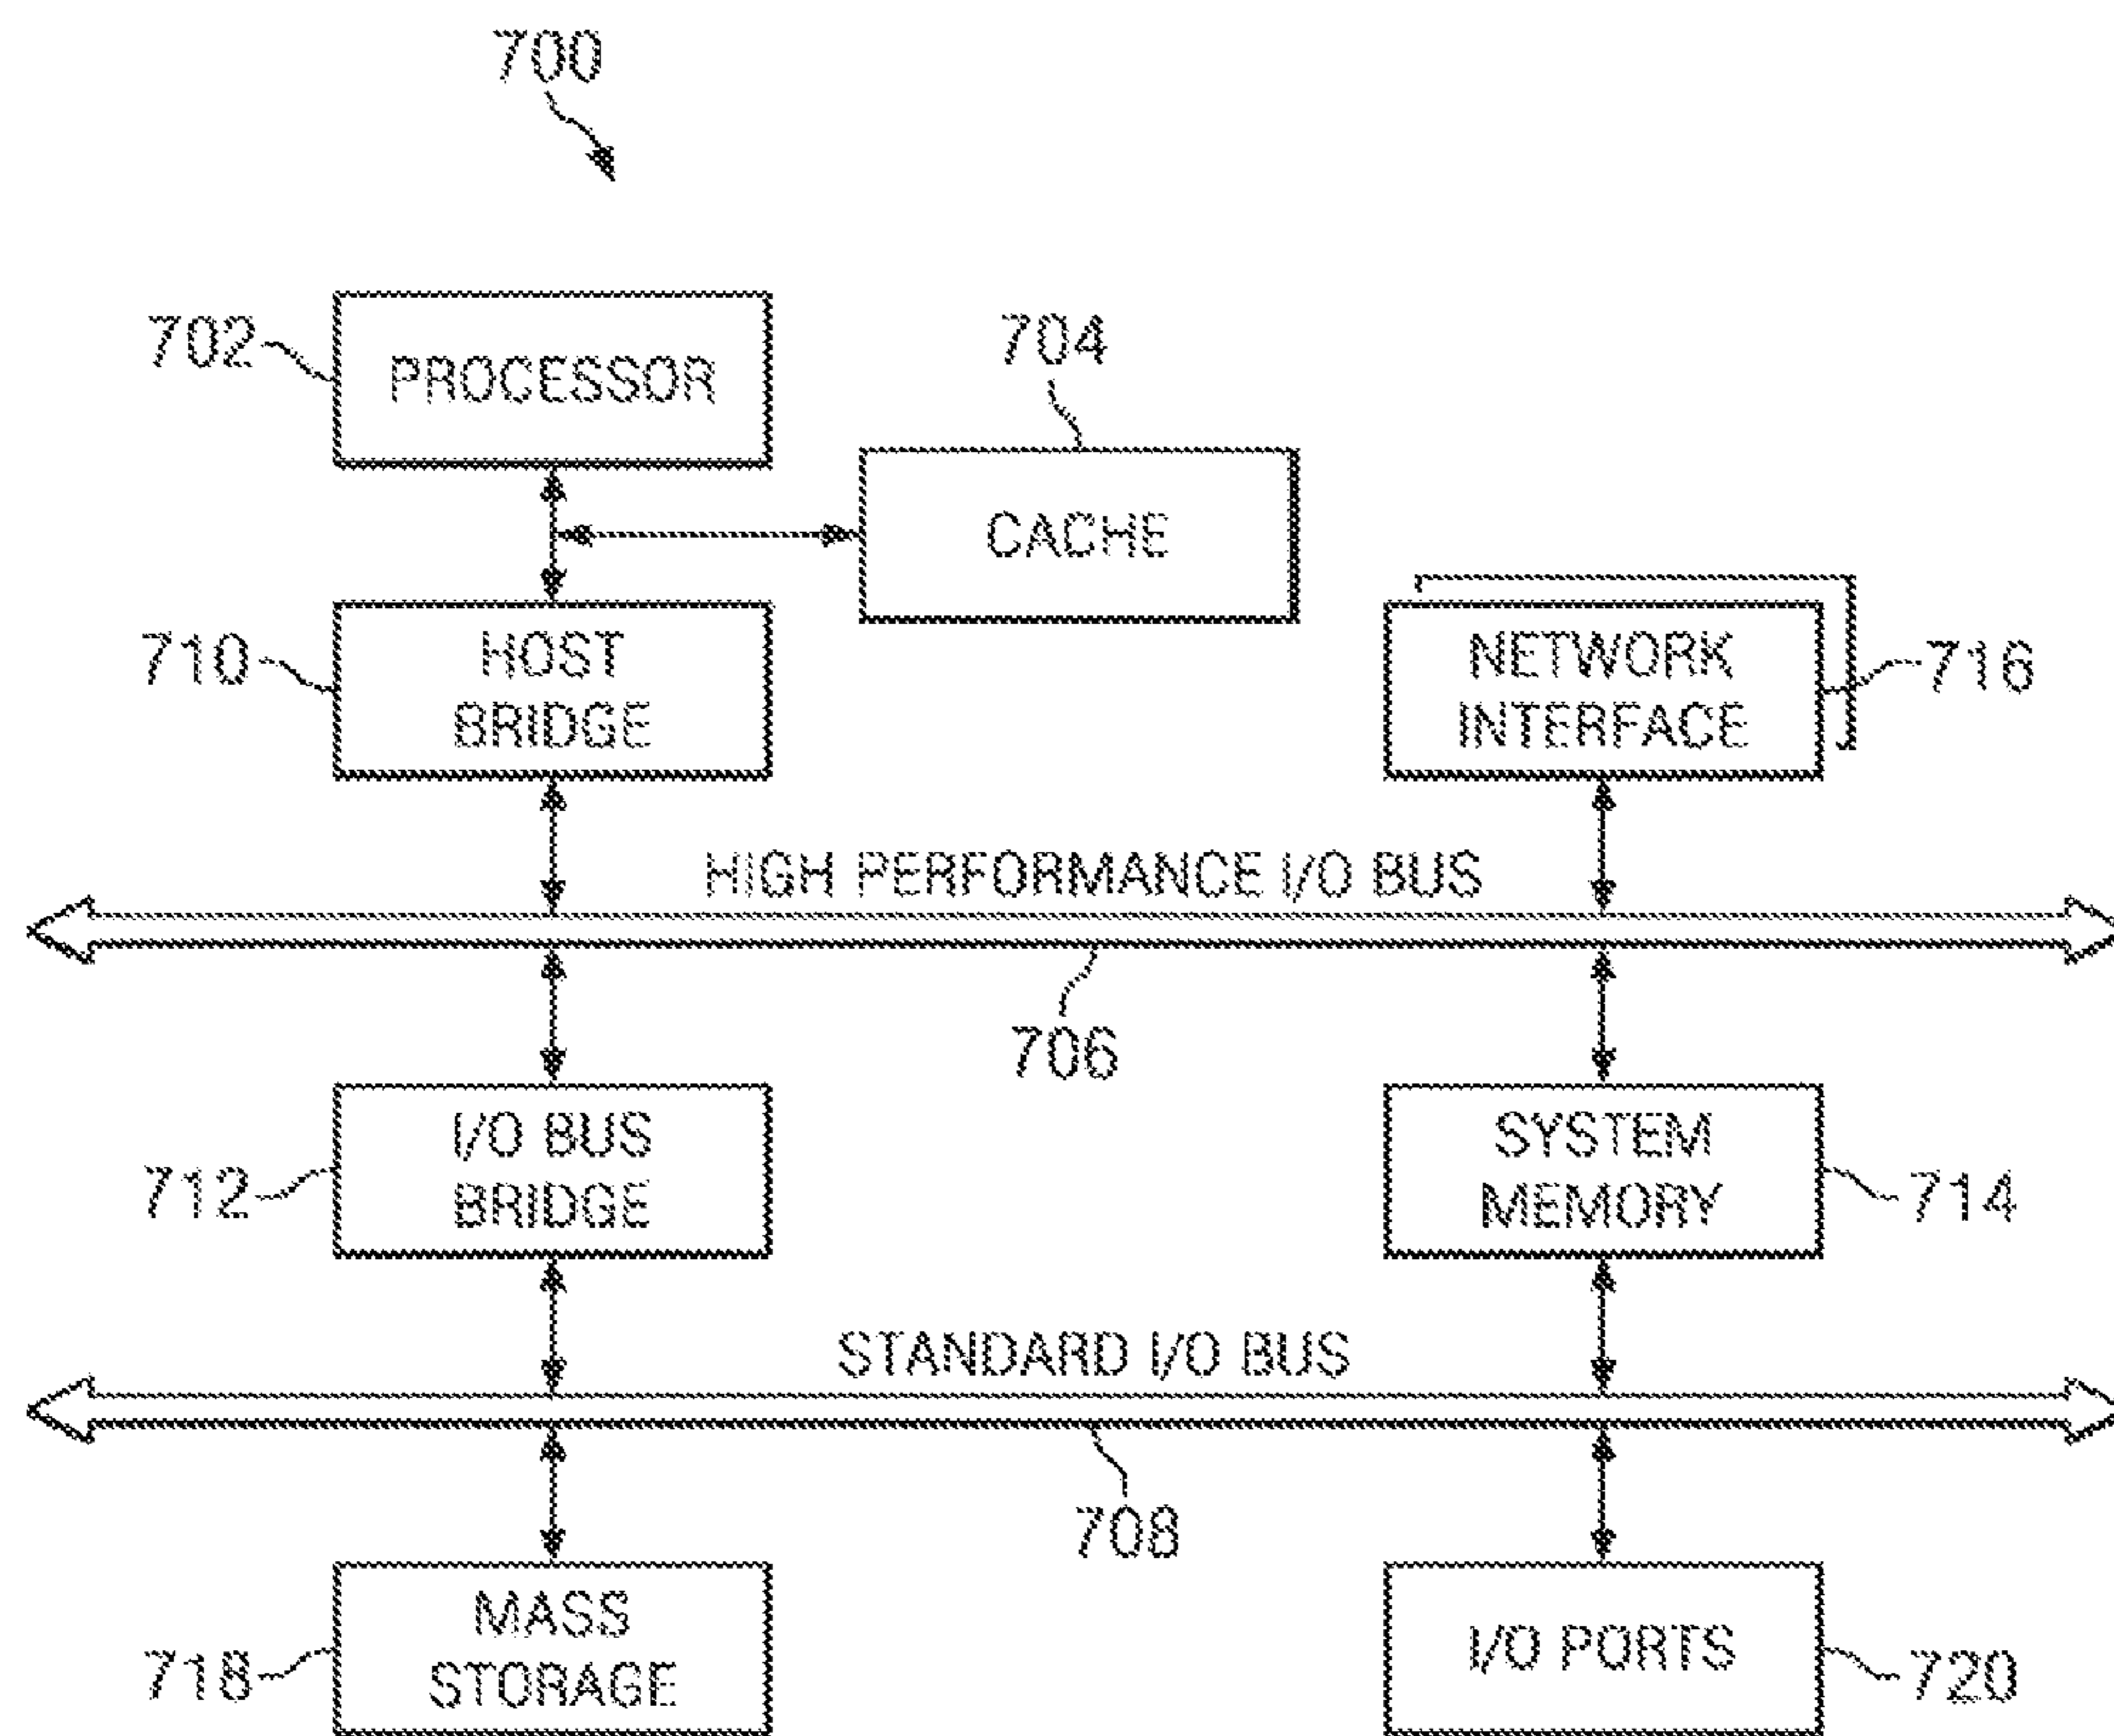 700
702
PROCESSOR
704
CACHE
710
HOST
BRIDGE
NETWORK
INTERFACE
716
HIGH PERFORMANCE I/O BUS
706
712
I/O BUS
BRIDGE
SYSTEM
MEMORY
714
STANDARD I/O BUS
708
718
MASS
STORAGE
I/O PORTS
720